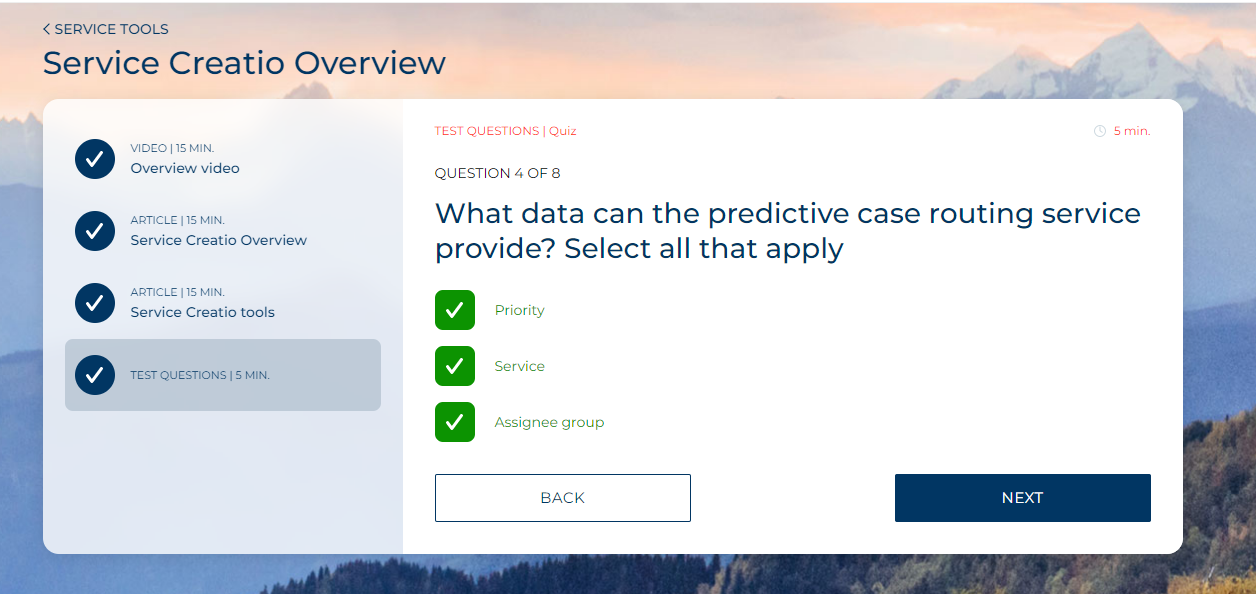 SERVICE TOOLS
Service Creatio Overview
VIDEO | 15 MIN.
Overview video
ARTICLE | 15 MIN.
Service Creatio Overview
ARTICLE | 15 MIN.
Service Creatio tools
TEST QUESTIONS | 5 MIN.
TEST QUESTIONS | Quiz
5 min.
QUESTION 4 OF 8
What data can the predictive case routing service
provide? Select all that apply
Priority
Service
Assignee group
BACK
NEXT